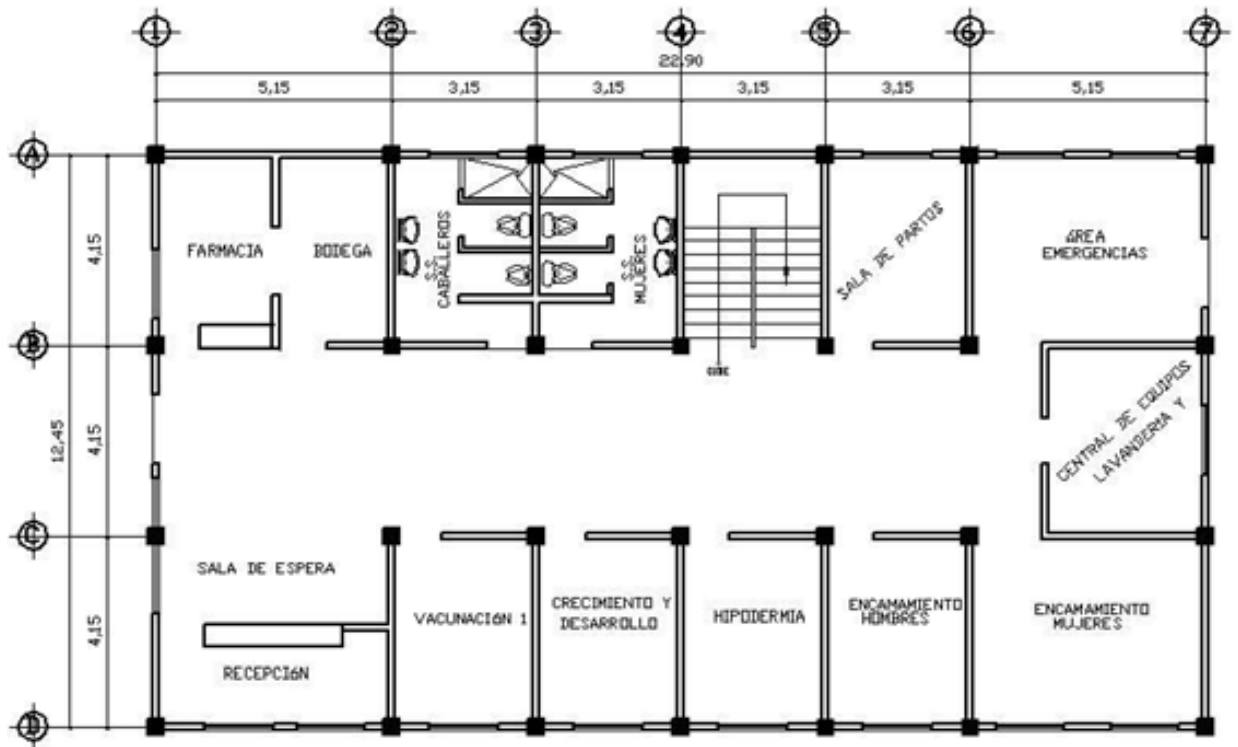 1 2 3 4 5 6 7
22.90
5,15 3,15 3,15 3,15 3,15 5,15
A
B
C
D
12.45
4,15
4,15
4,15
FARMACIA
BODEGA
S.S.
CABALLEROS
S.S.
MUJERES
SUBE
SALA DE PARTOS
ÁREA
EMERGENCIAS
CENTRAL DE EQUIPOS
LAVANDERIA Y
SALA DE ESPERA
RECEPCIóN
VACUNACIóN 1
CRECIMIENTO Y
DESARROLLO
HIPODERMIA
ENCAMAMIENTO
HOMBRES
ENCAMAMIENTO
MUJERES